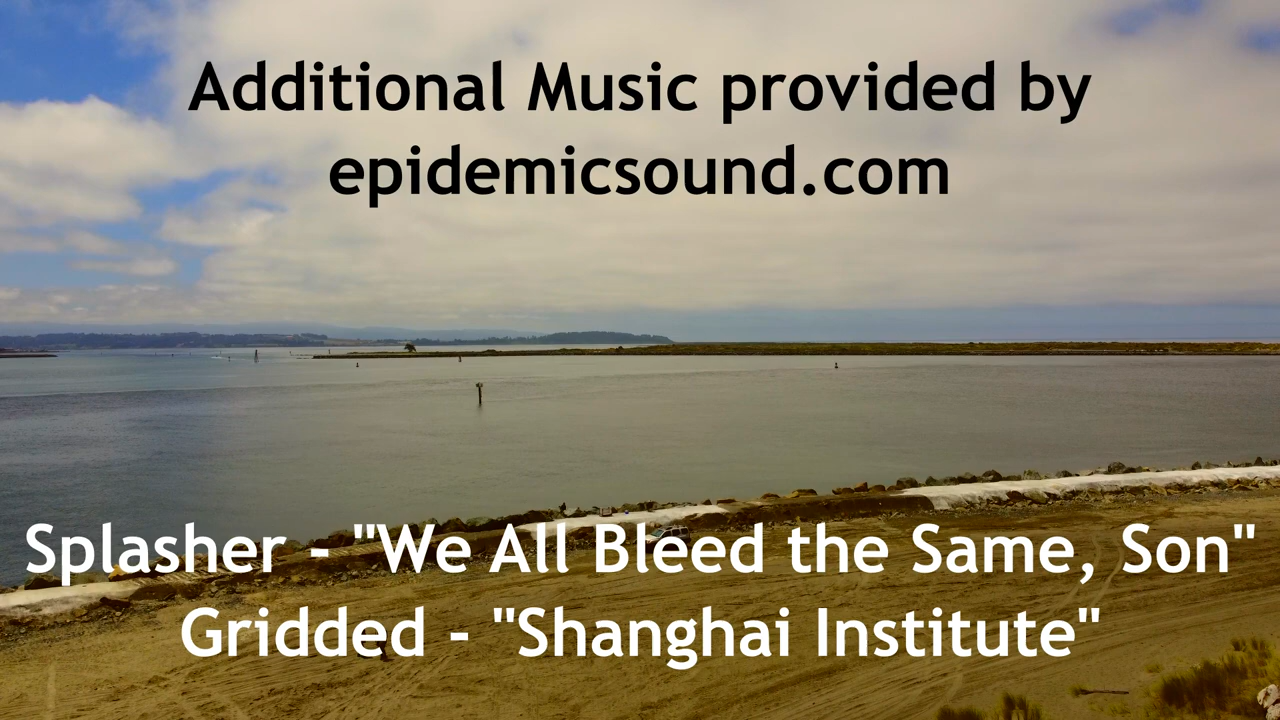 Additional Music provided by
epidemicsound.com
Splasher - "We All Bleed the Same, Son"
Gridded - "Shanghai Institute"